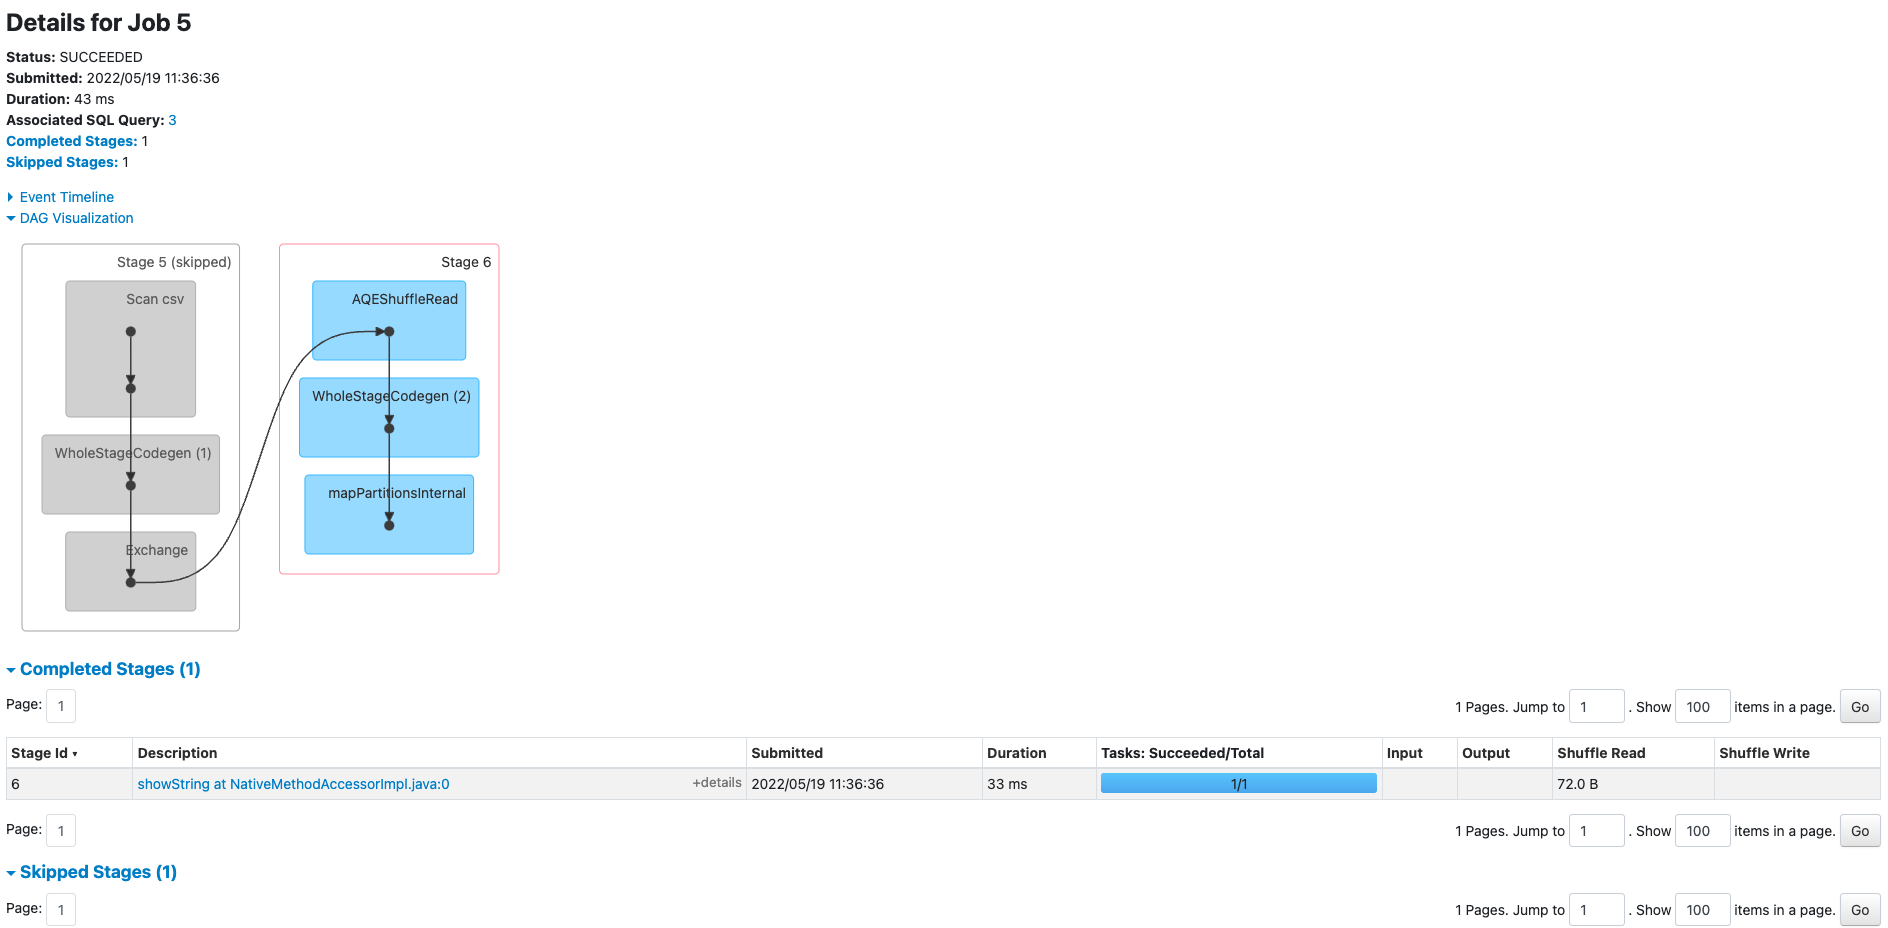 Details for Job 5
Status: SUCCEEDED
Submitted: 2022/05/19 11:36:36
Duration: 43 ms
Associated SQL Query: 3
Completed Stages: 1
Skipped Stages: 1
Event Timeline
DAG Visualization
Stage 5 (skipped)
Scan csv
WholeStageCodegen (1)
Exchange
Stage 6
AQEShuffleRead
WholeStageCodegen (2)
mapPartitionsInternal
Completed Stages (1)
Page: 1
1 Pages. Jump to 1 . Show 100 items in a page. Go
Stage Id ▾ Description Submitted Duration Tasks: Succeeded/Total Input Output Shuffle Read Shuffle Write
6 showString at NativeMethodAccessorImpl.java:0 +details 2022/05/19 11:36:36 33 ms 1/1 72.0 B
Page: 1
1 Pages. Jump to 1 . Show 100 items in a page. Go
Skipped Stages (1)
Page: 1
1 Pages. Jump to 1 . Show 100 items in a page. Go